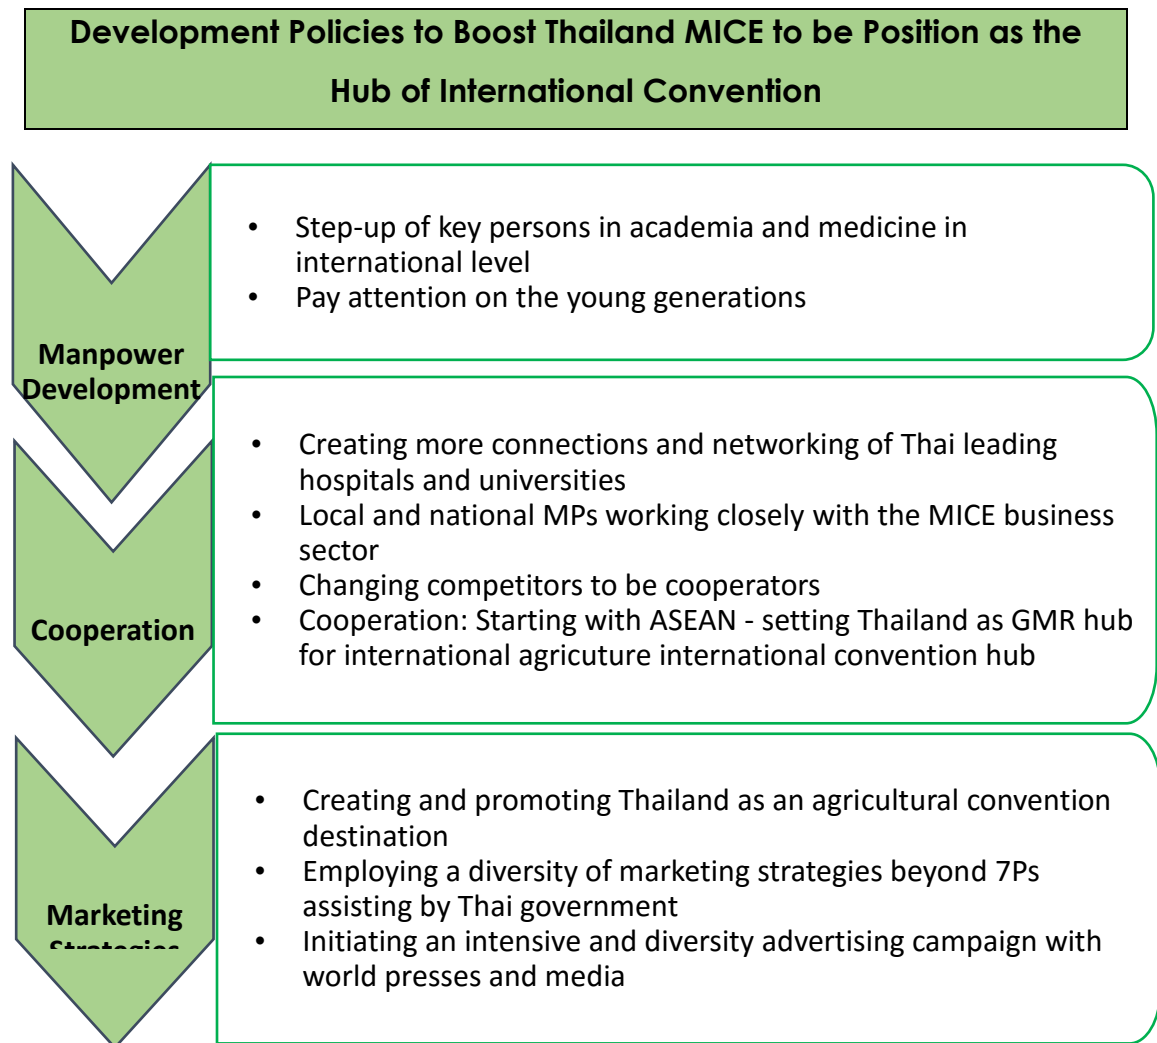 Development Policies to Boost Thailand MICE to be Position as the
Hub of International Convention
• Step-up of key persons in academia and medicine in
international level
• Pay attention on the young generations
Manpower
Development
• Creating more connections and networking of Thai leading
hospitals and universities
• Local and national MPs working closely with the MICE business
sector
• Changing competitors to be cooperators
• Cooperation: Starting with ASEAN - setting Thailand as GMR hub
for international agricuture international convention hub
Cooperation
• Creating and promoting Thailand as an agricultural convention
destination
• Employing a diversity of marketing strategies beyond 7Ps
assisting by Thai government
• Initiating an intensive and diversity advertising campaign with
world presses and media
Marketing
Strategies